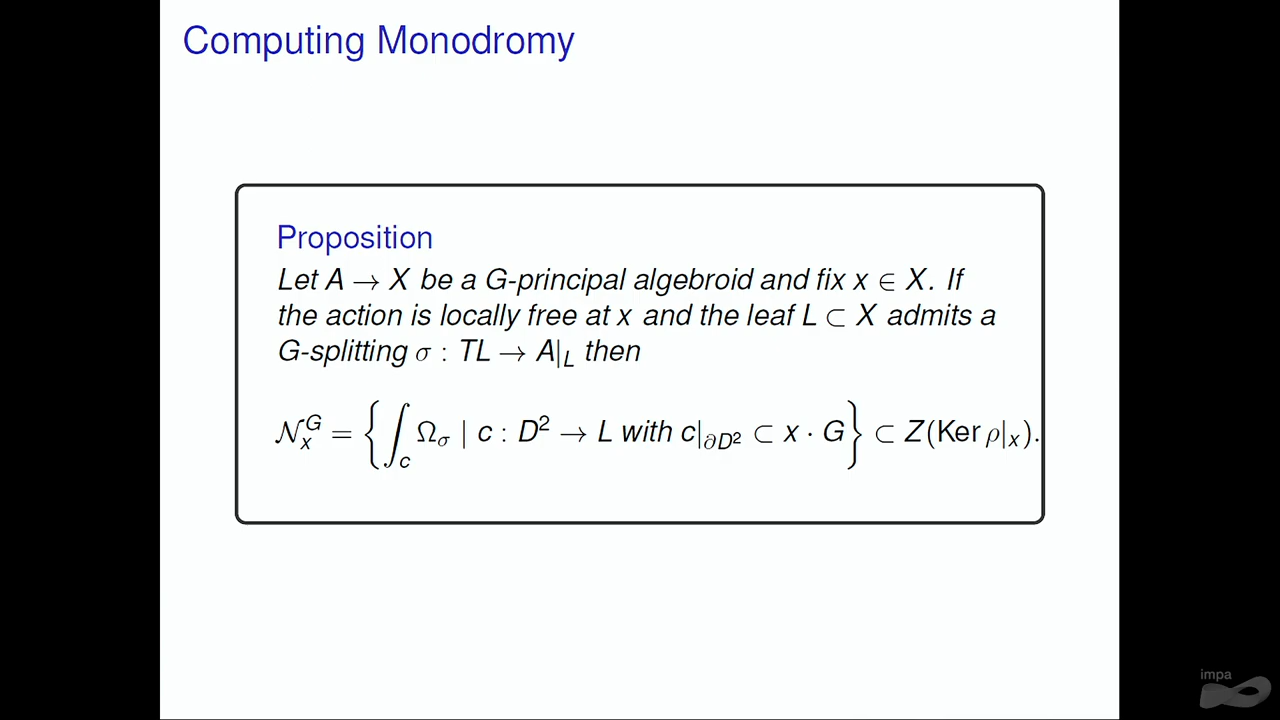 Computing Monodromy
Proposition
Let A → X be a G-principal algebroid and fix x ∈ X. If
the action is locally free at x and the leaf L ⊂ X admits a
G-splitting σ : TL → A|_L then
𝒩_x^G = { ∫_c Ω_σ | c : D² → L with c|_{∂D²} ⊂ x · G } ⊂ Z(Ker ρ|_x).
impa